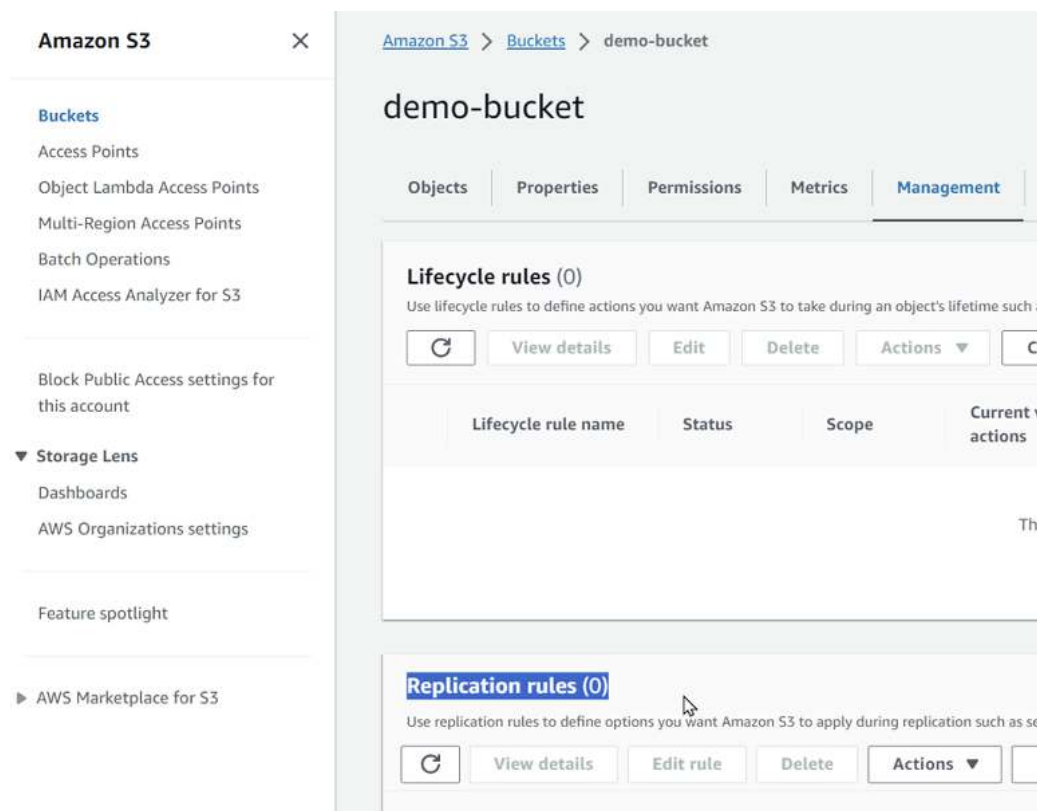 Amazon S3
Buckets
Access Points
Object Lambda Access Points
Multi-Region Access Points
Batch Operations
IAM Access Analyzer for S3
Block Public Access settings for
this account
Storage Lens
Dashboards
AWS Organizations settings
Feature spotlight
AWS Marketplace for S3
Amazon S3 > Buckets > demo-bucket
demo-bucket
Objects Properties Permissions Metrics Management
Lifecycle rules (0)
Use lifecycle rules to define actions you want Amazon S3 to take during an object's lifetime such
View details Edit Delete Actions
Lifecycle rule name Status Scope Current
actions
Replication rules (0)
Use replication rules to define options you want Amazon S3 to apply during replication such as
View details Edit rule Delete Actions